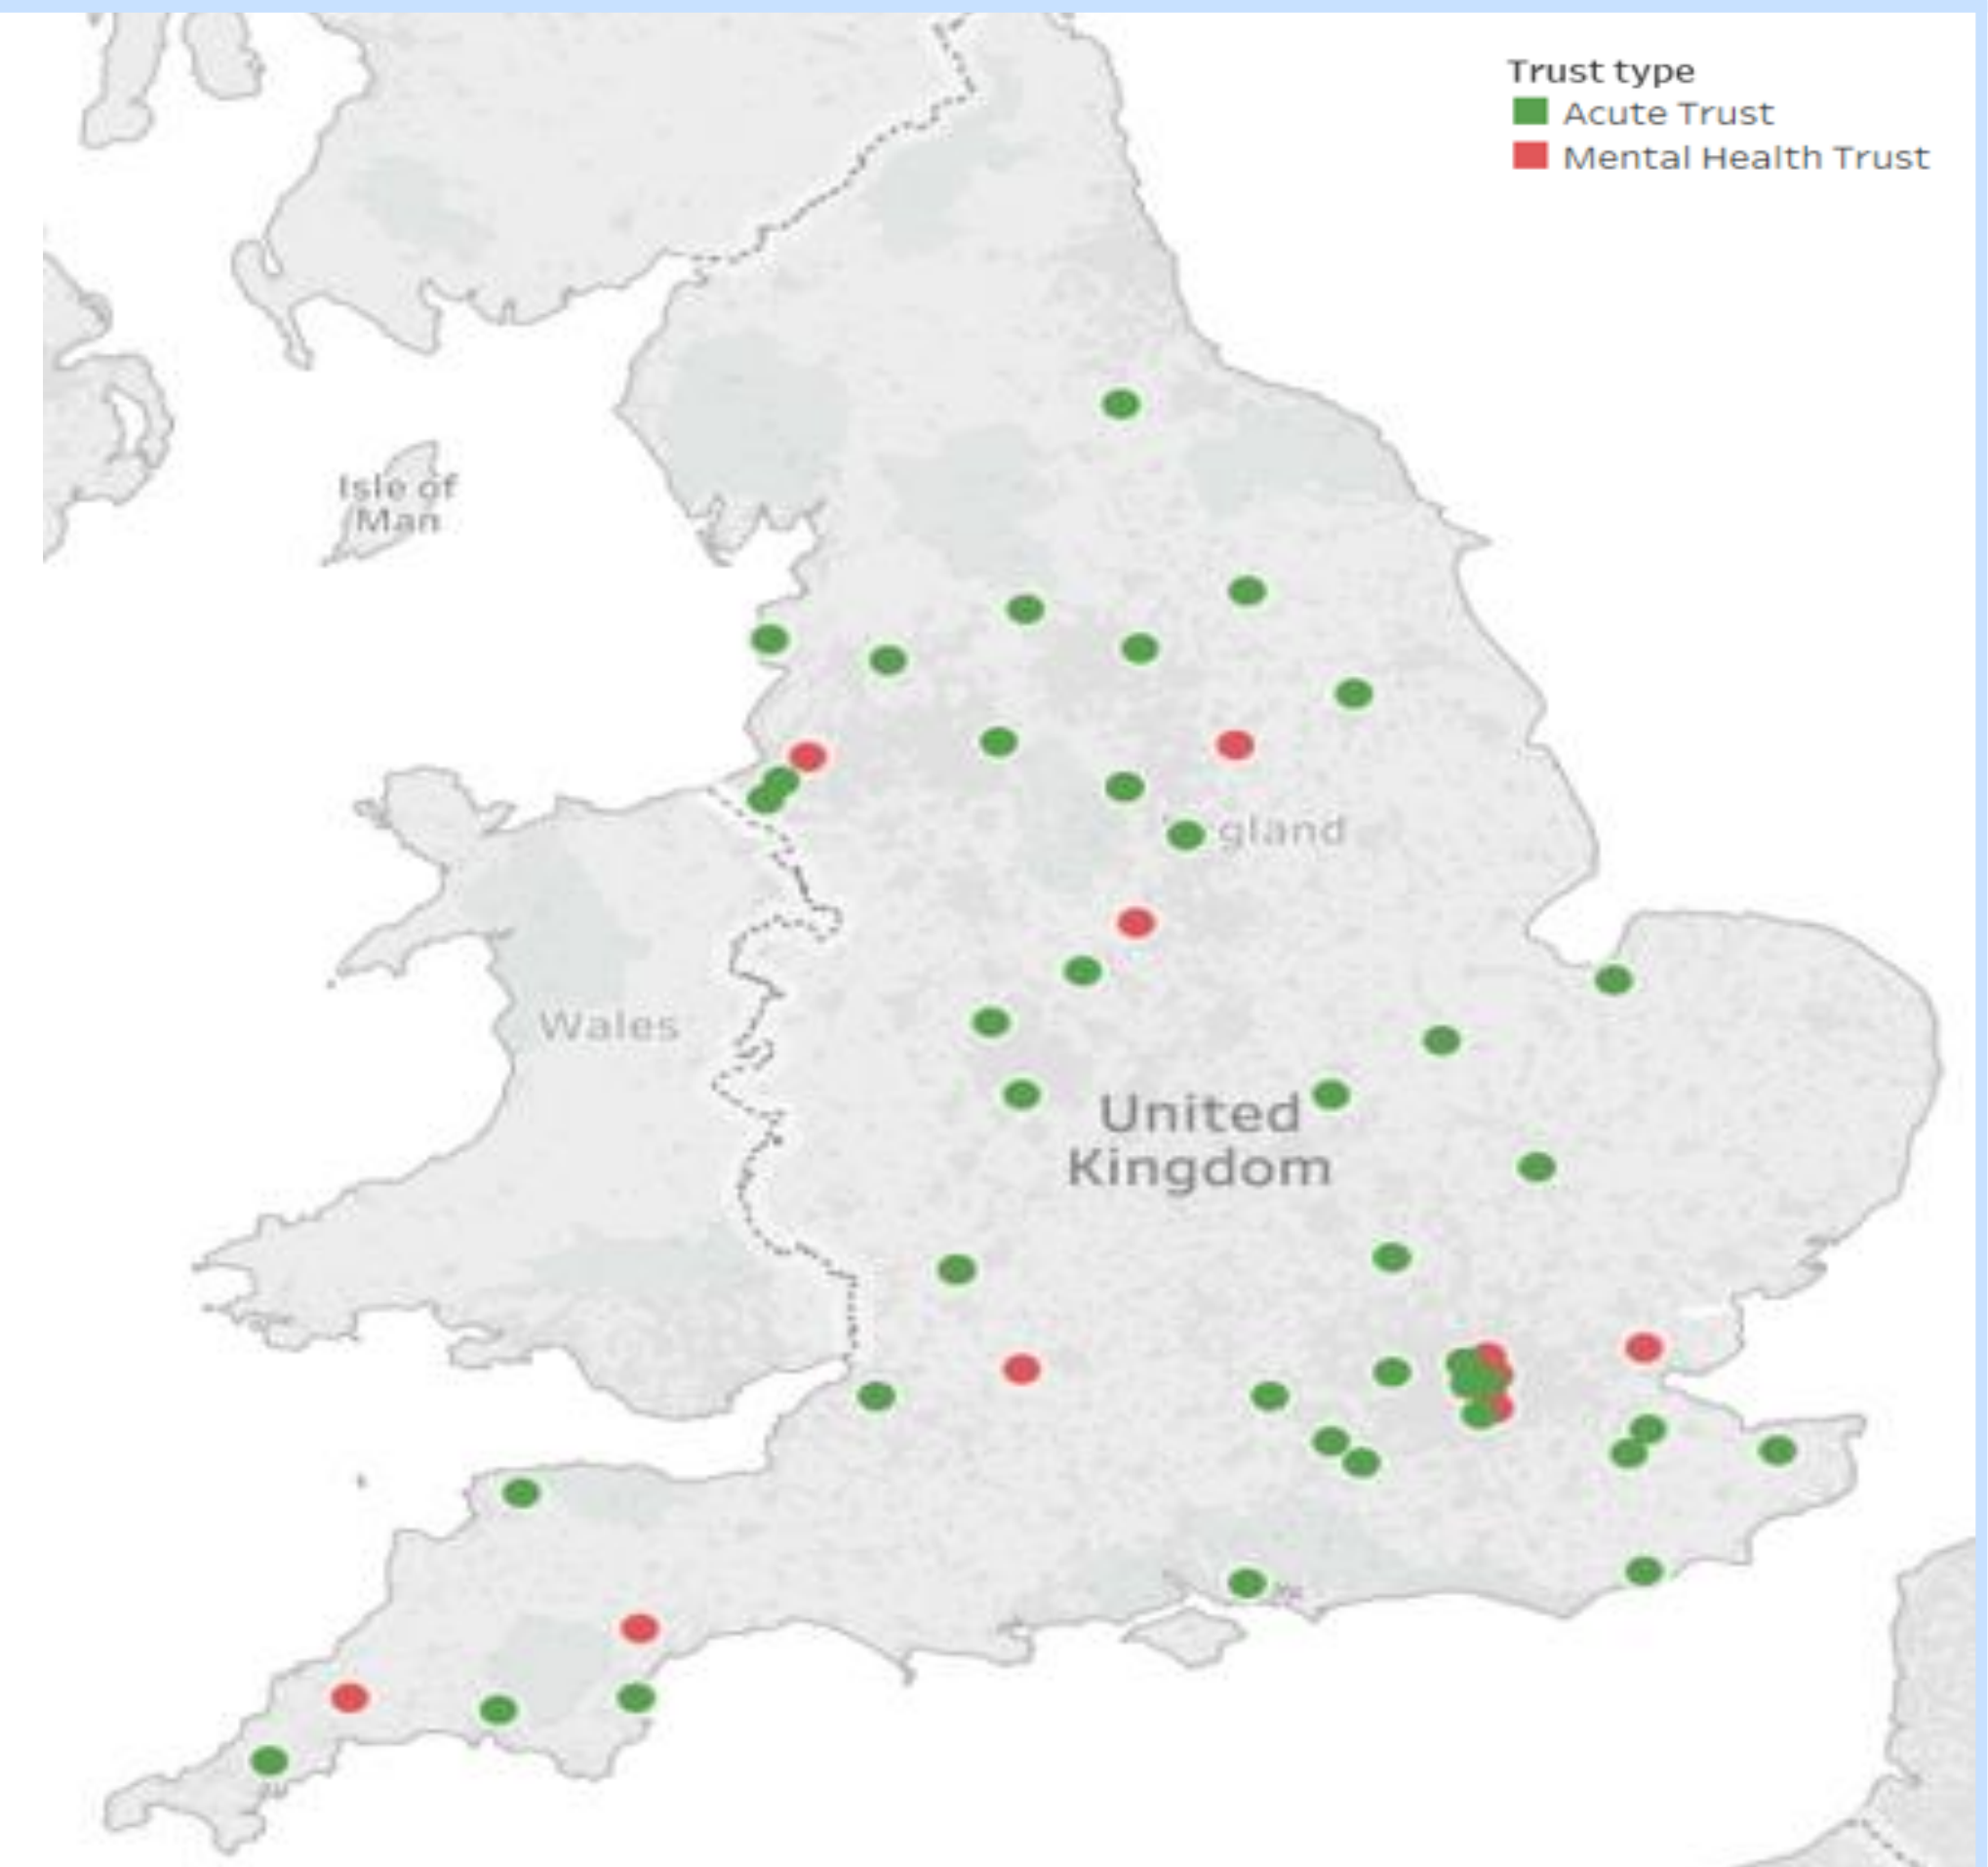 Trust type
Acute Trust
Mental Health Trust
Isle of
Man
gland
Wales
United
Kingdom